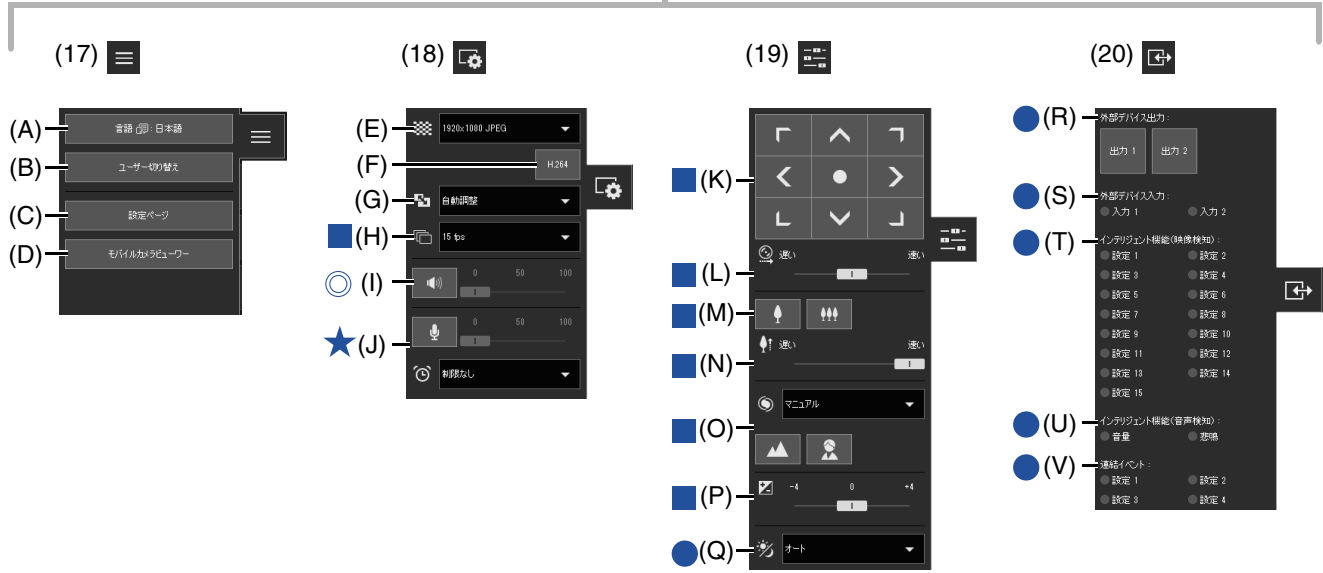 (17)
(18)
(19)
(20)
(A)
言語 : 日本語
(B)
ユーザー切り替え
(C)
設定ページ
(D)
モバイルカメラビューワー
(E)
1920x1080 JPEG
(F)
H.264
(G)
自動調整
(H)
15 fps
(I)
0 50 100
(J)
0 50 100
制限なし
(K)
(L)
遅い 速い
(M)
(N)
遅い 速い
(O)
マニュアル
(P)
-4 0 +4
(Q)
オート
(R)
外部デバイス出力 :
出力 1 出力 2
(S)
外部デバイス入力 :
入力 1 入力 2
(T)
インテリジェント機能(映像検知) :
設定 1 設定 2
設定 3 設定 4
設定 5 設定 6
設定 7 設定 8
設定 9 設定 10
設定 11 設定 12
設定 13 設定 14
設定 15
(U)
インテリジェント機能(音声検知) :
音量 悲鳴
(V)
連結イベント :
設定 1 設定 2
設定 3 設定 4